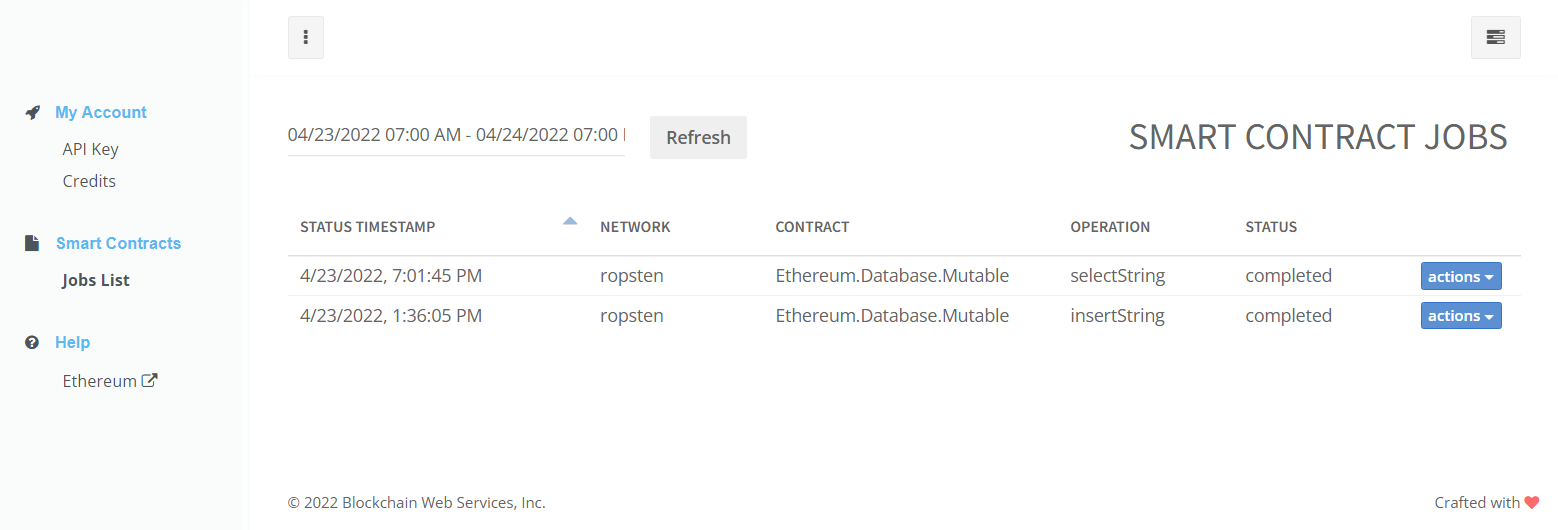 My Account
API Key
Credits
Smart Contracts
Jobs List
Help
Ethereum
04/23/2022 07:00 AM - 04/24/2022 07:00
Refresh
SMART CONTRACT JOBS
STATUS TIMESTAMP NETWORK CONTRACT OPERATION STATUS
4/23/2022, 7:01:45 PM ropsten Ethereum.Database.Mutable selectString completed actions
4/23/2022, 1:36:05 PM ropsten Ethereum.Database.Mutable insertString completed actions
© 2022 Blockchain Web Services, Inc.
Crafted with